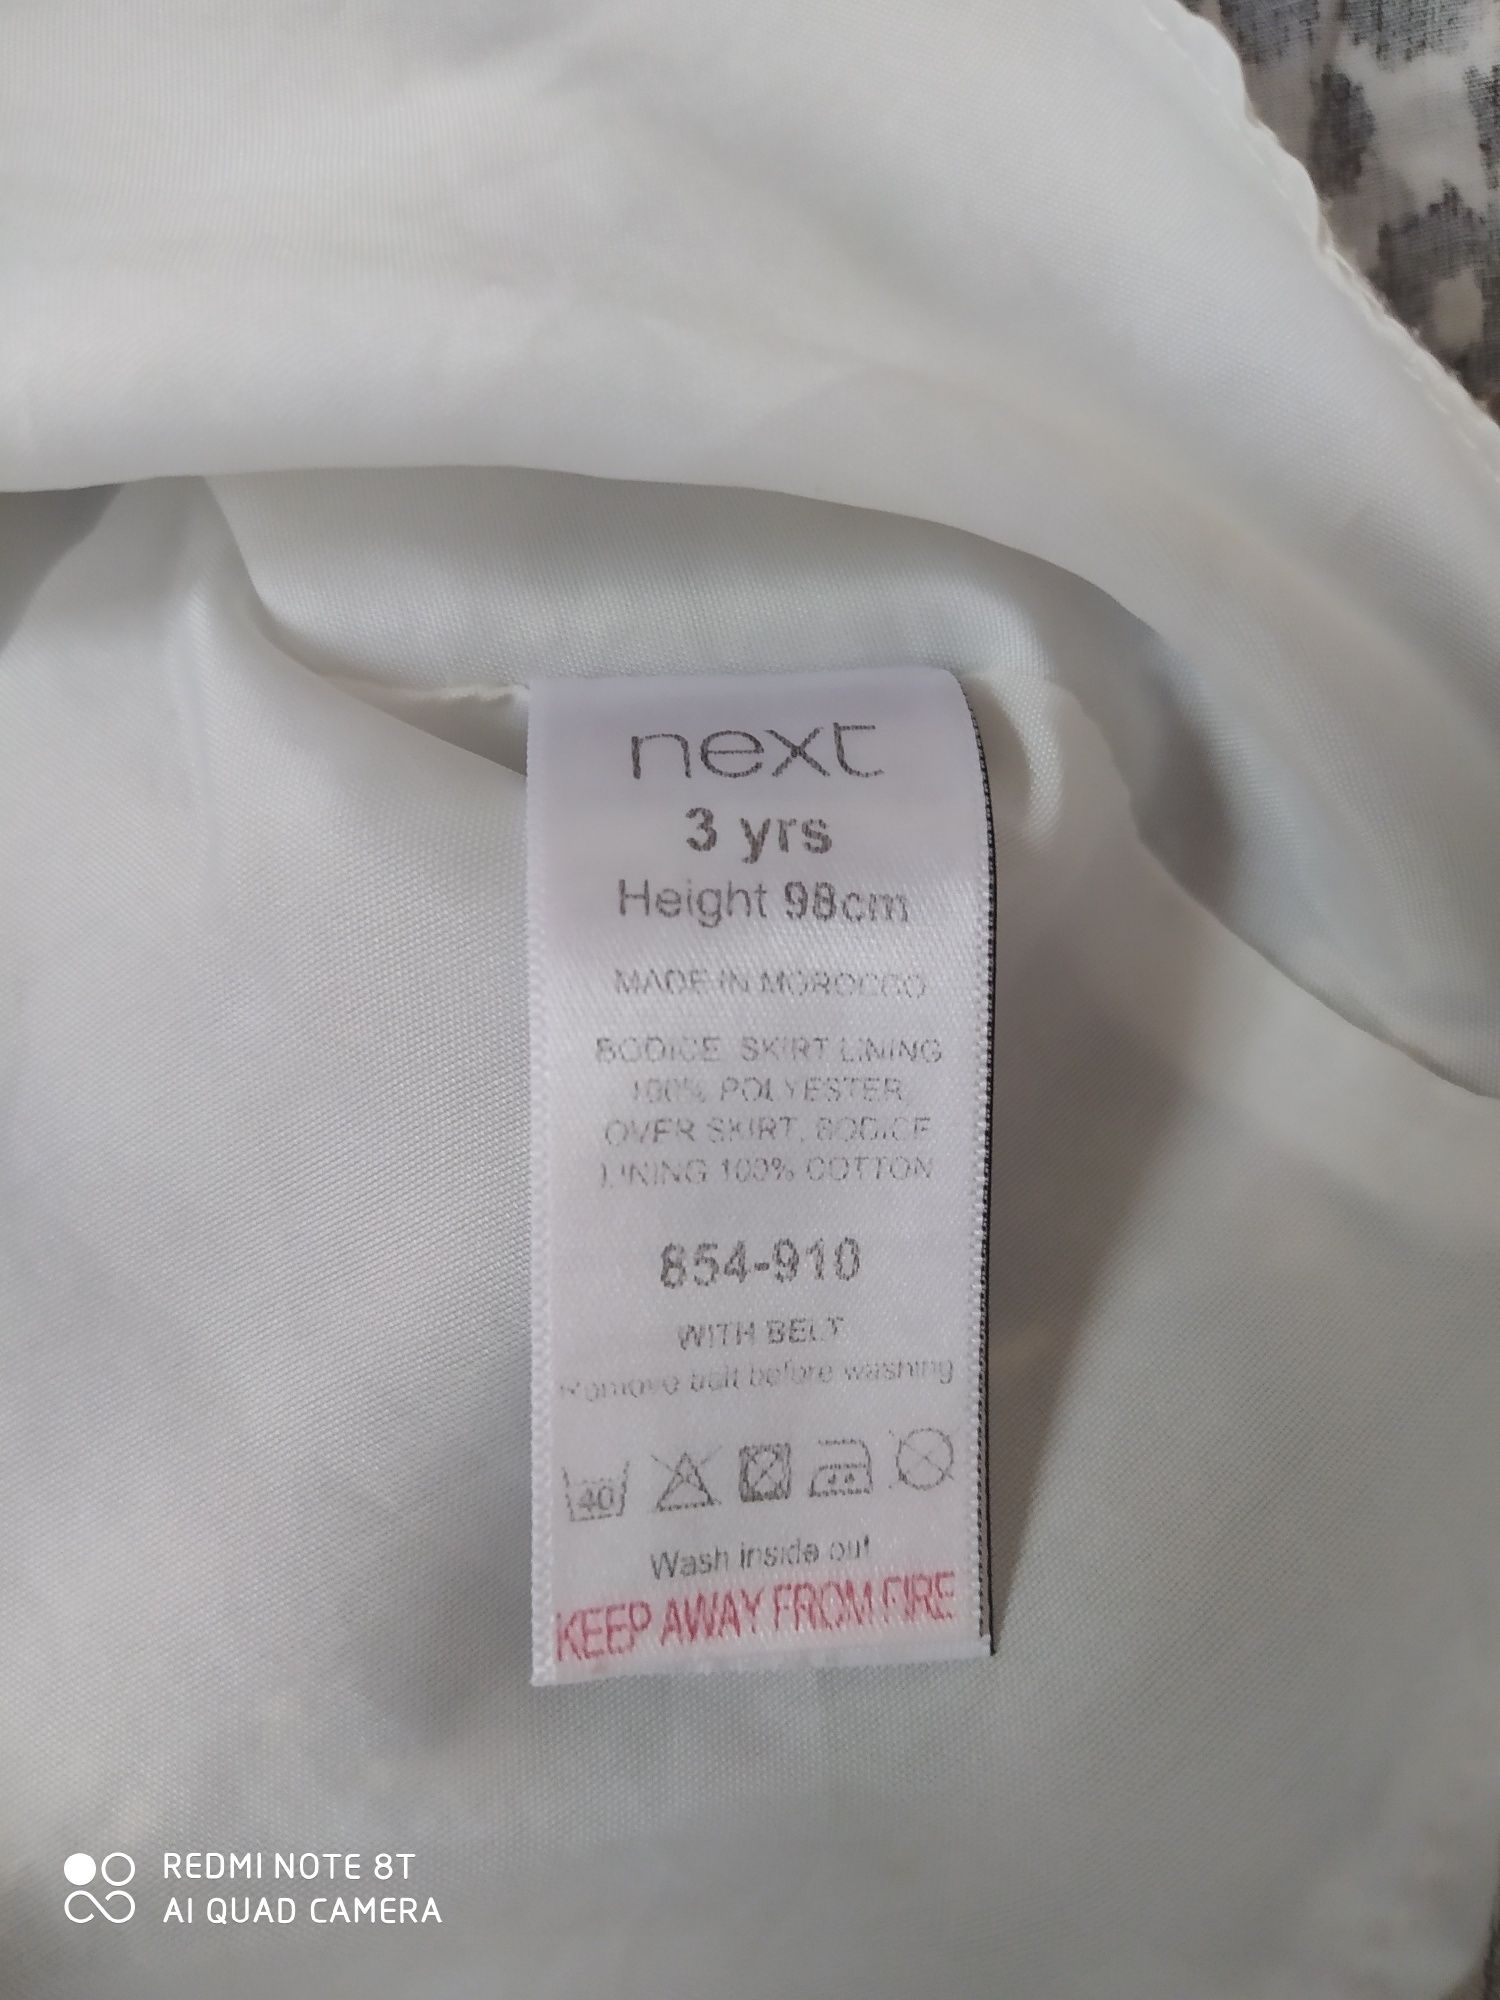 next
3 yrs
Height 98cm
MADE IN MOROCCO
BODICE, SKIRT LINING
100% POLYESTER,
OVER SKIRT, BODICE
LINING 100% COTTON
854-910
WITH BELT
Remove belt before washing
40
Wash inside out
KEEP AWAY FROM FIRE
REDMI NOTE 8T
AI QUAD CAMERA